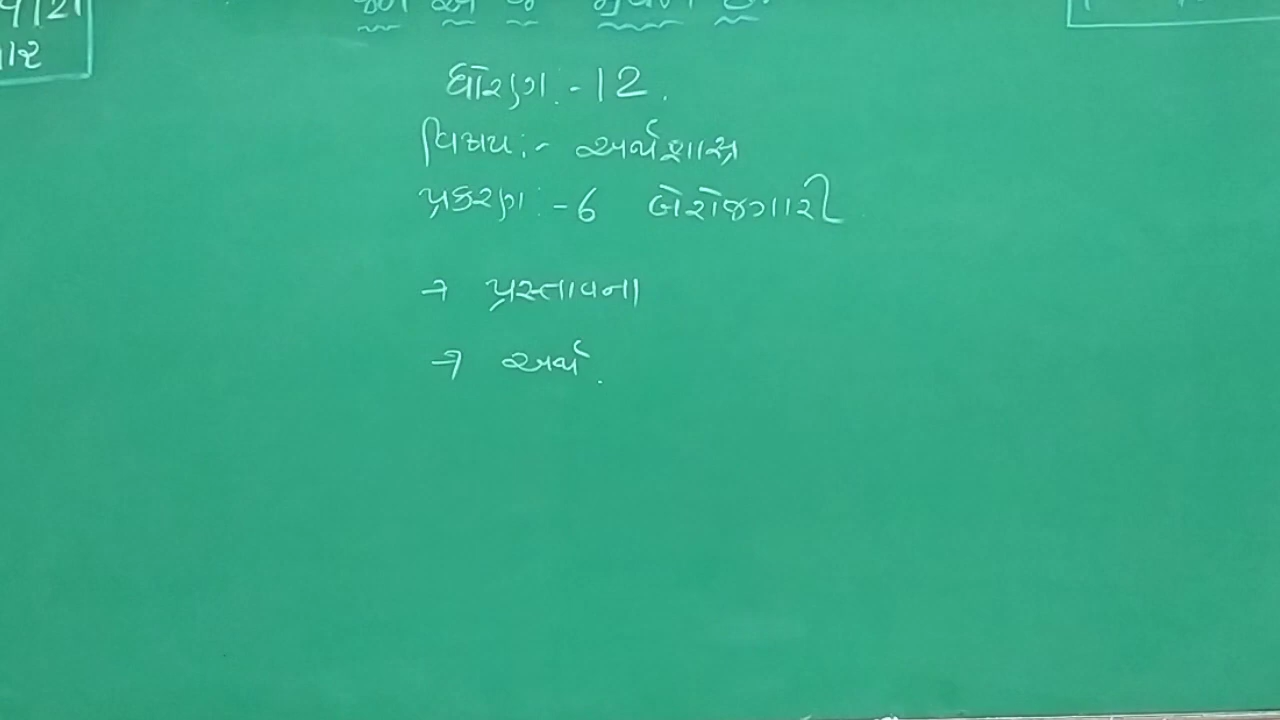 ધોરણ :- 12.
વિષય :- અર્થશાસ્ત્ર
પ્રકરણ :- 6 બેરોજગારી
→ પ્રસ્તાવના
→ અર્થ.